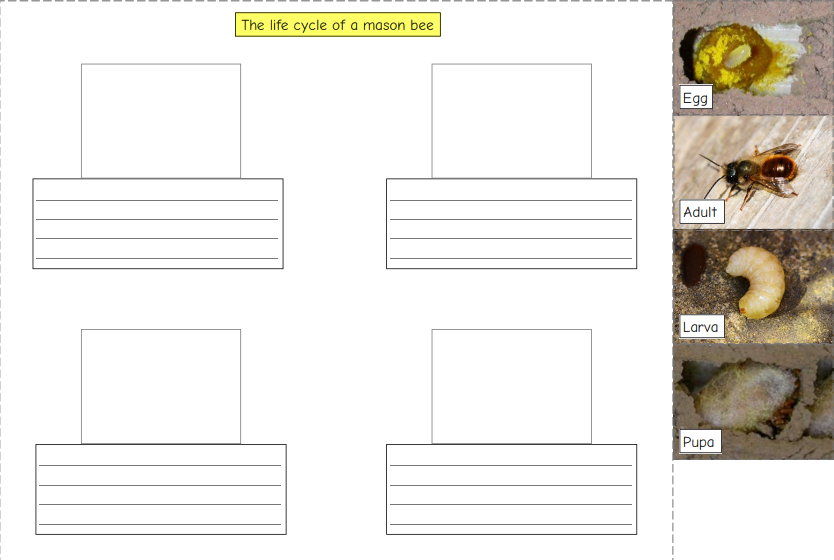 The life cycle of a mason bee
Egg
Adult
Larva
Pupa